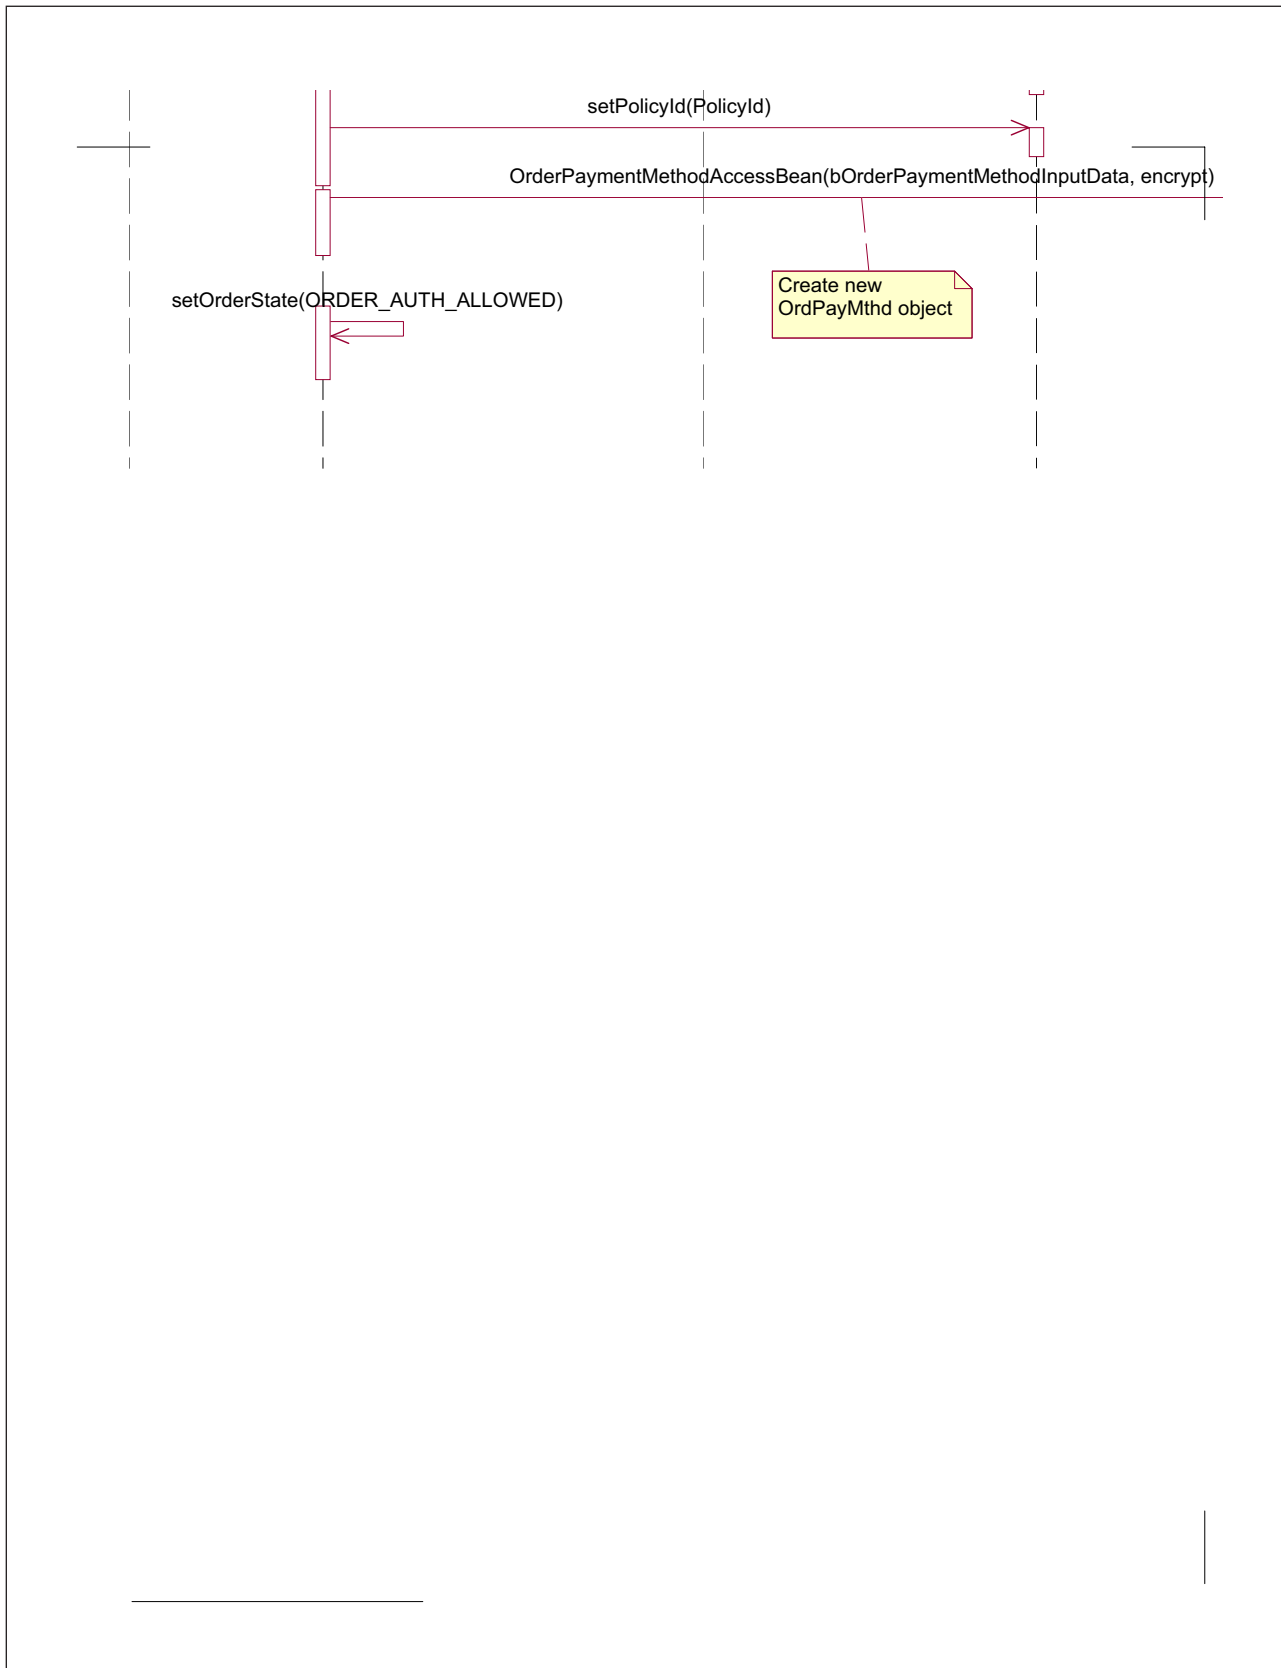 setPolicyId(PolicyId)
OrderPaymentMethodAccessBean(bOrderPaymentMethodInputData, encrypt)
Create new
OrdPayMthd object
setOrderState(ORDER_AUTH_ALLOWED)